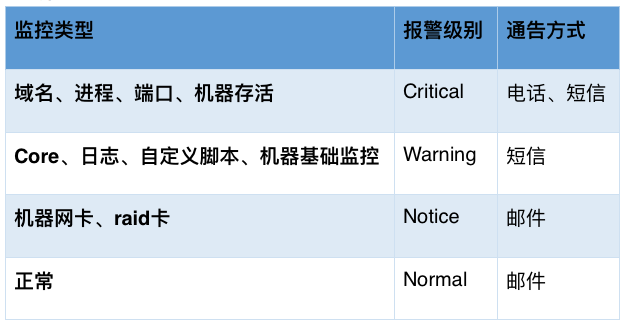 监控类型 报警级别 通告方式
域名、进程、端口、机器存活 Critical 电话、短信
Core、日志、自定义脚本、机器基础监控 Warning 短信
机器网卡、raid卡 Notice 邮件
正常 Normal 邮件